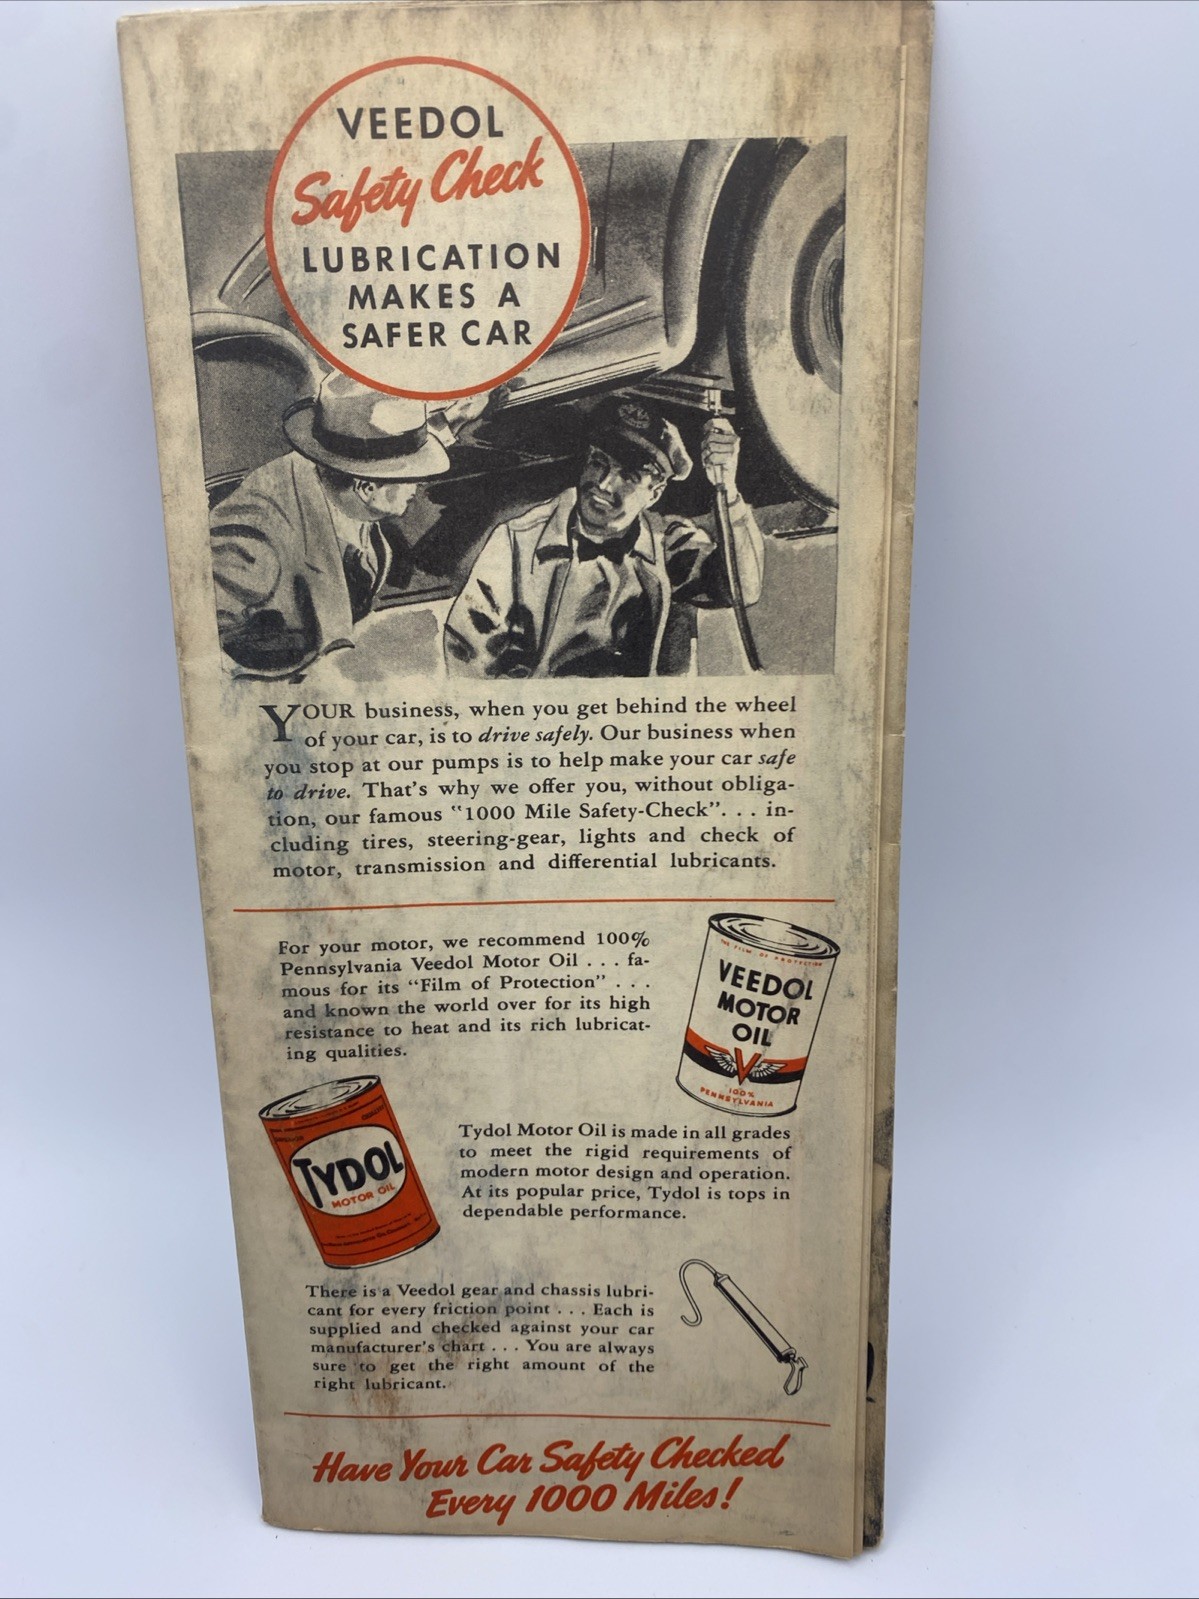 VEEDOL
Safety Check
LUBRICATION
MAKES A
SAFER CAR
YOUR business, when you get behind the wheel
of your car, is to drive safely. Our business when
you stop at our pumps is to help make your car safe
to drive. That's why we offer you, without obliga-
tion, our famous "1000 Mile Safety-Check". . . in-
cluding tires, steering-gear, lights and check of
motor, transmission and differential lubricants.
For your motor, we recommend 100%
Pennsylvania Veedol Motor Oil . . . fa-
mous for its "Film of Protection" . . .
and known the world over for its high
resistance to heat and its rich lubricat-
ing qualities.
THE FILM OF PROTECTION
VEEDOL
MOTOR
OIL
V
100%
PENNSYLVANIA
TYDOL
MOTOR OIL
Tydol Motor Oil is made in all grades
to meet the rigid requirements of
modern motor design and operation.
At its popular price, Tydol is tops in
dependable performance.
There is a Veedol gear and chassis lubri-
cant for every friction point . . . Each is
supplied and checked against your car
manufacturer's chart . . . You are always
sure to get the right amount of the
right lubricant.
Have Your Car Safety Checked
Every 1000 Miles!